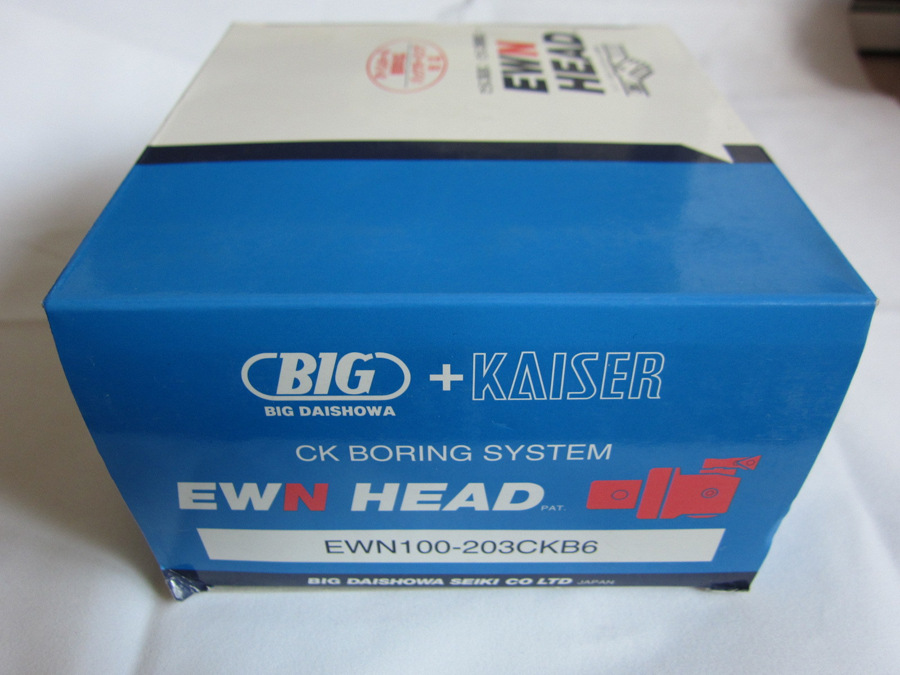 EWN
HEAD
BIG + KAISER
BIG DAISHOWA
CK BORING SYSTEM
EWN HEAD PAT.
EWN100-203CKB6
BIG DAISHOWA SEIKI CO LTD JAPAN